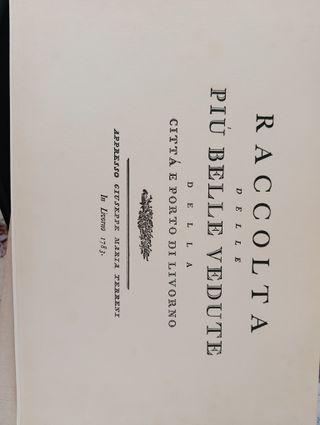 RACCOLTA
DELLE
PIÚ BELLE VEDUTE
DELLA
CITTÁ E PORTO DI LIVORNO
APPRESSO GIUSEPPE MARIA TERRENI
In Livorno 1783.